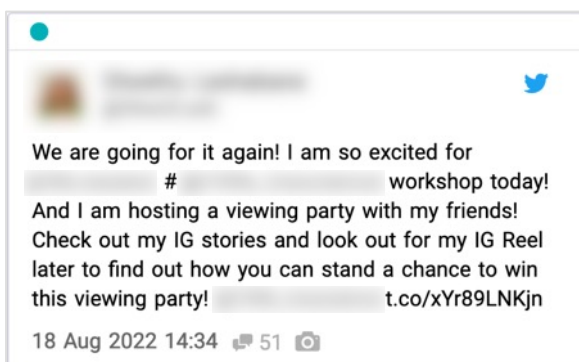 We are going for it again! I am so excited for
# workshop today!
And I am hosting a viewing party with my friends!
Check out my IG stories and look out for my IG Reel
later to find out how you can stand a chance to win
this viewing party! t.co/xYr89LNKjn
18 Aug 2022 14:34 51